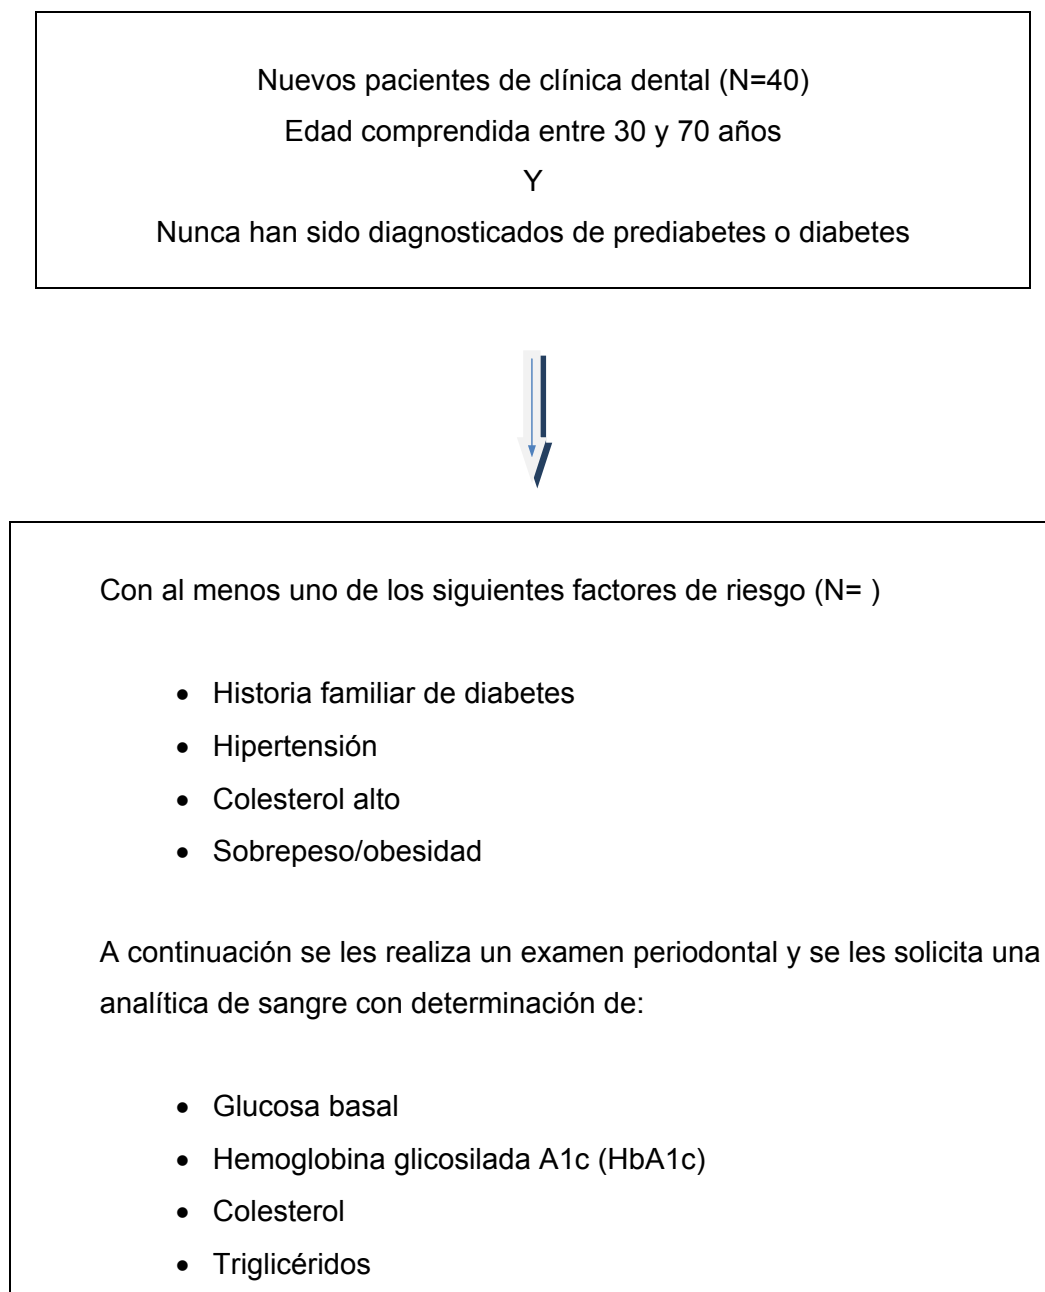 Nuevos pacientes de clínica dental (N=40)
Edad comprendida entre 30 y 70 años
Y
Nunca han sido diagnosticados de prediabetes o diabetes
Con al menos uno de los siguientes factores de riesgo (N= )
• Historia familiar de diabetes
• Hipertensión
• Colesterol alto
• Sobrepeso/obesidad
A continuación se les realiza un examen periodontal y se les solicita una
analítica de sangre con determinación de:
• Glucosa basal
• Hemoglobina glicosilada A1c (HbA1c)
• Colesterol
• Triglicéridos